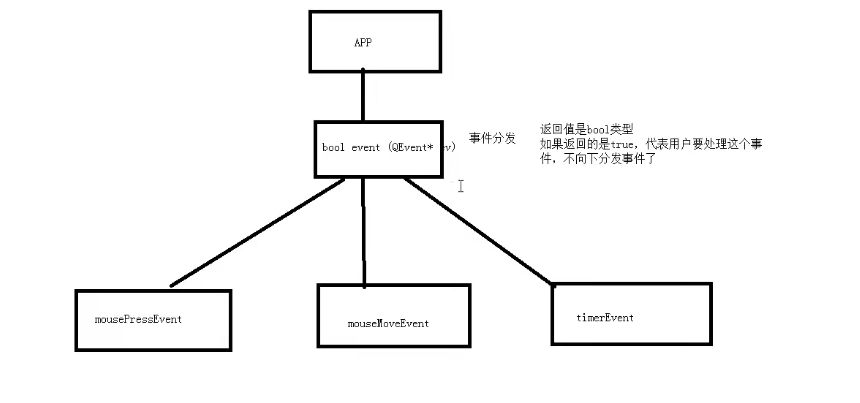 APP
bool event (QEvent* ev)
事件分发
返回值是bool类型
如果返回的是true，代表用户要处理这个事
件，不向下分发事件了
mousePressEvent
mouseMoveEvent
timerEvent